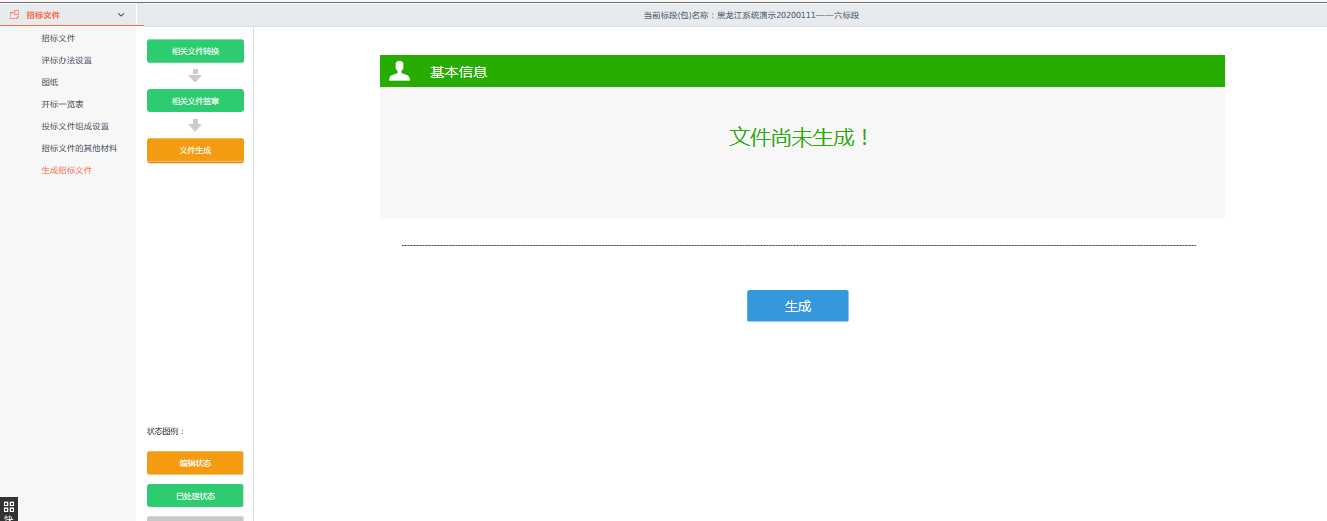 招标文件
当前标段(包)名称：黑龙江系统演示20200111——六标段
招标文件
评标办法设置
图纸
开标一览表
投标文件组成设置
招标文件的其他材料
生成招标文件
相关文件转换
相关文件签章
文件生成
基本信息
文件尚未生成！
生成
状态图例：
编辑状态
已处理状态